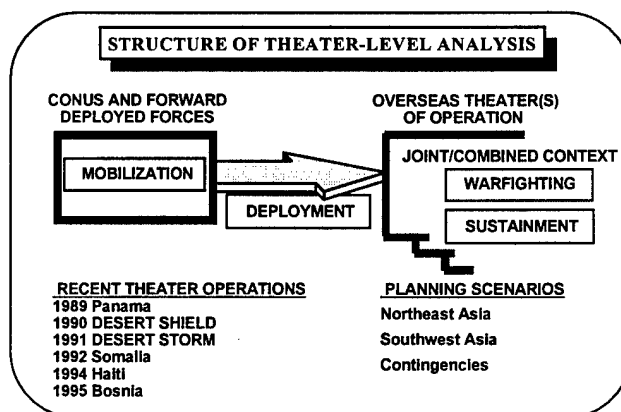 STRUCTURE OF THEATER-LEVEL ANALYSIS
CONUS AND FORWARD
DEPLOYED FORCES
MOBILIZATION
DEPLOYMENT
OVERSEAS THEATER(S)
OF OPERATION
JOINT/COMBINED CONTEXT
WARFIGHTING
SUSTAINMENT
RECENT THEATER OPERATIONS
1989 Panama
1990 DESERT SHIELD
1991 DESERT STORM
1992 Somalia
1994 Haiti
1995 Bosnia
PLANNING SCENARIOS
Northeast Asia
Southwest Asia
Contingencies